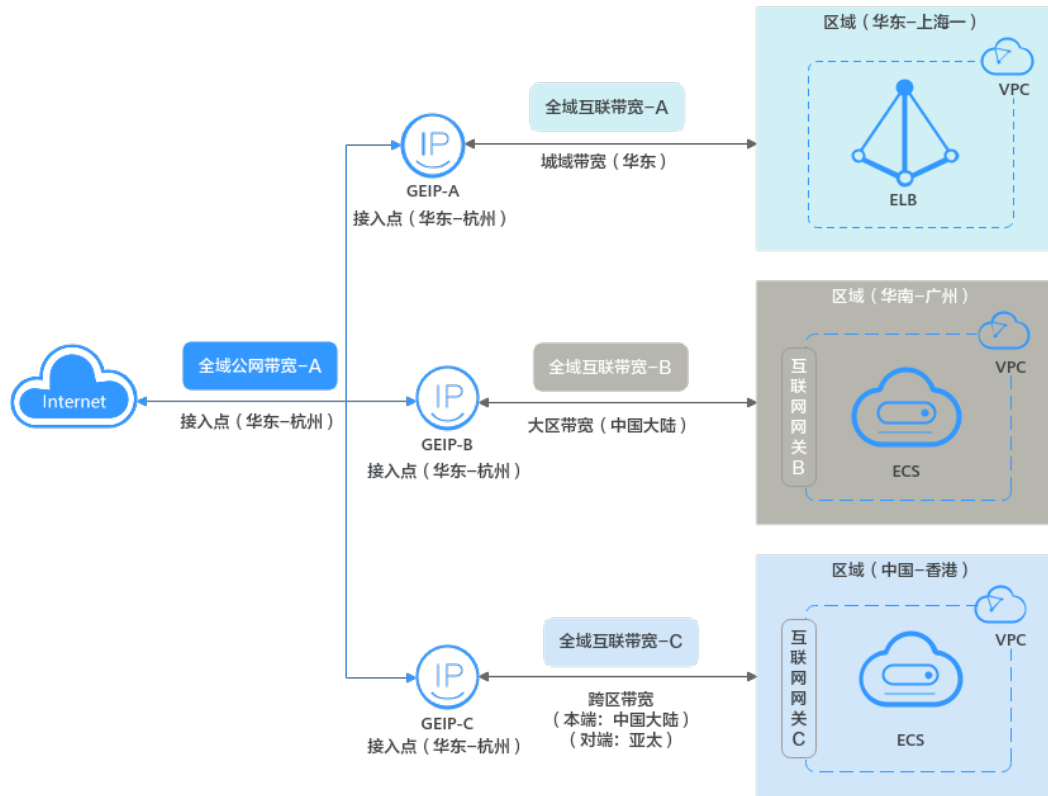 区域（华东–上海一）
VPC
ELB
全域互联带宽–A
城域带宽（华东）
IP
GEIP-A
接入点（华东–杭州）
区域（华南–广州）
VPC
互联网网关B
ECS
全域互联带宽–B
大区带宽（中国大陆）
IP
GEIP-B
接入点（华东–杭州）
全域公网带宽–A
接入点（华东–杭州）
Internet
区域（中国–香港）
VPC
互联网网关C
ECS
全域互联带宽–C
跨区带宽
（本端：中国大陆）
（对端：亚太）
IP
GEIP-C
接入点（华东–杭州）